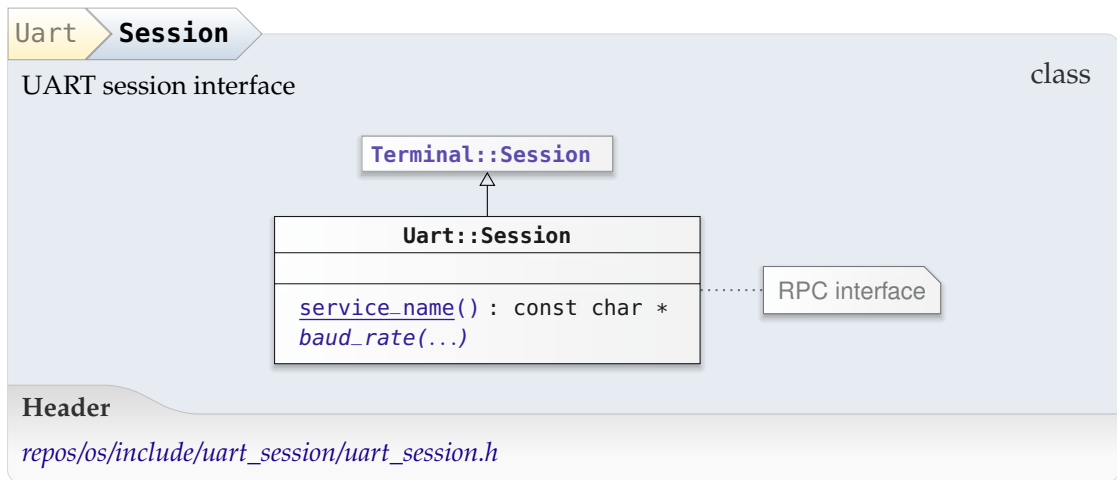 Uart Session
class
UART session interface
Terminal::Session
Uart::Session
service_name() : const char *
baud_rate(...)
RPC interface
Header
repos/os/include/uart_session/uart_session.h